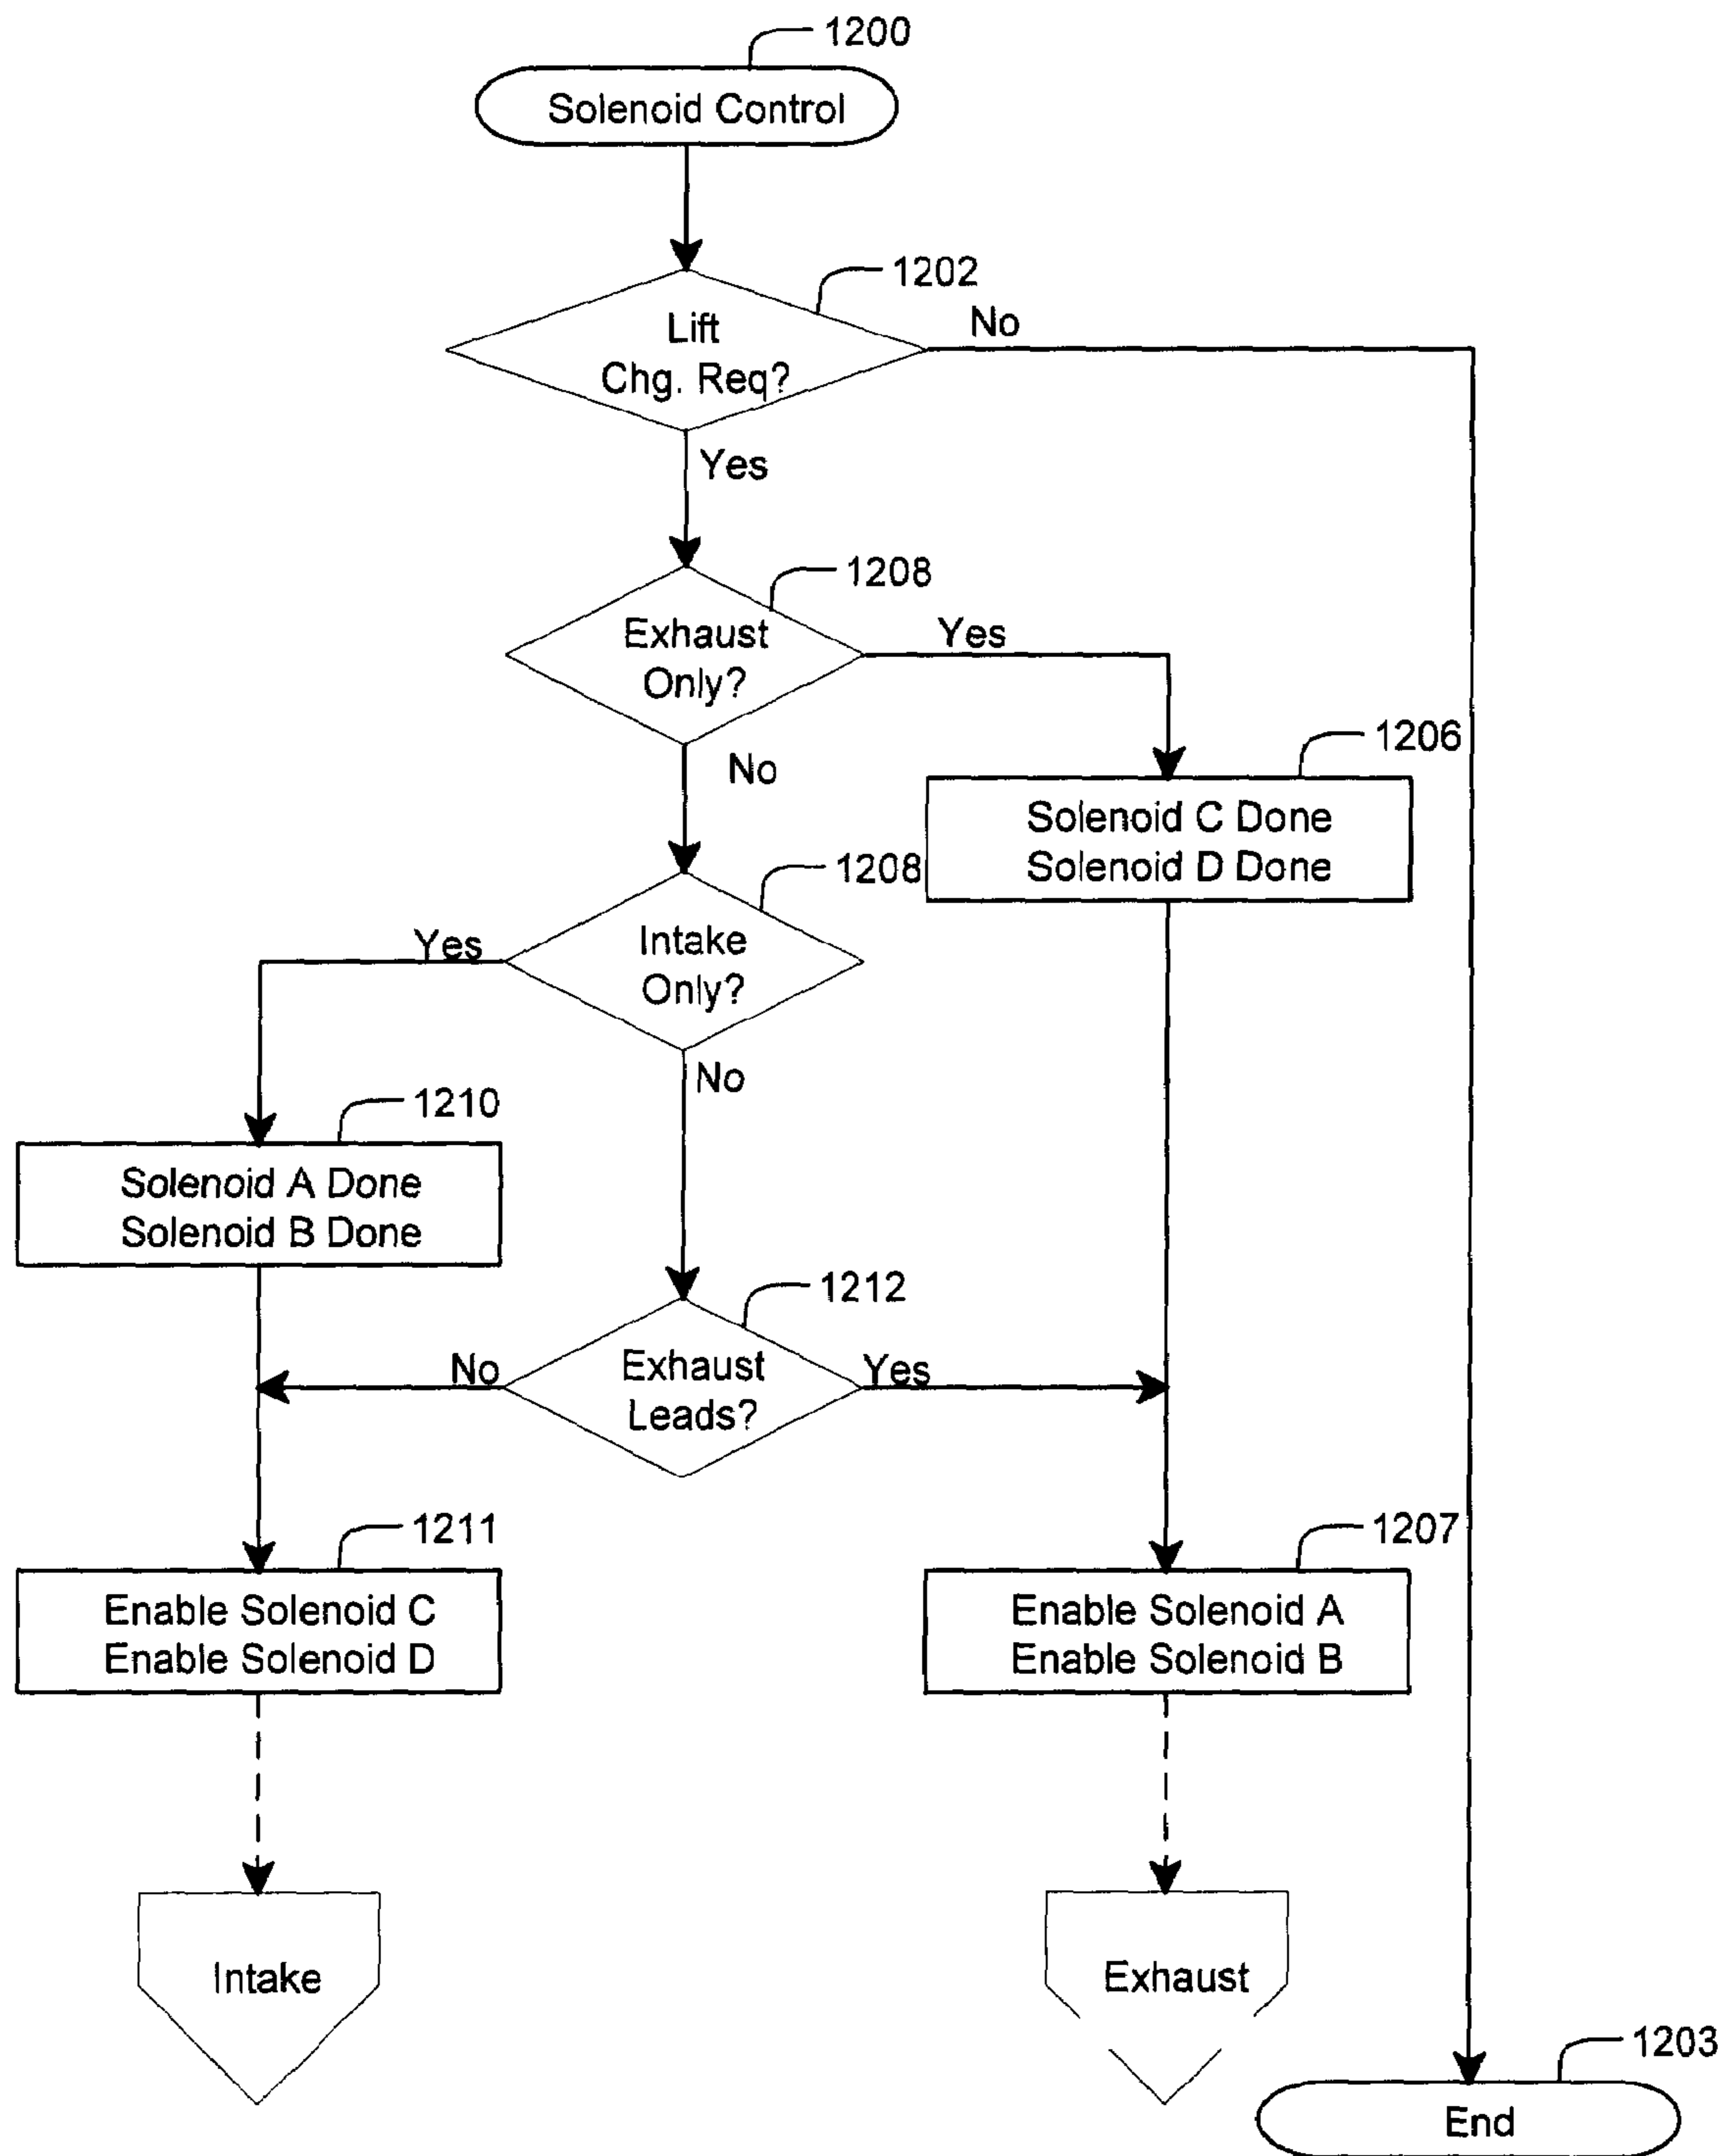 1200
Solenoid Control
1202
Lift
Chg. Req?
No
Yes
1208
Exhaust
Only?
Yes
No
1206
Solenoid C Done
Solenoid D Done
1208
Intake
Only?
Yes
No
1210
Solenoid A Done
Solenoid B Done
1212
Exhaust
Leads?
No
Yes
1211
Enable Solenoid C
Enable Solenoid D
1207
Enable Solenoid A
Enable Solenoid B
Intake
Exhaust
1203
End